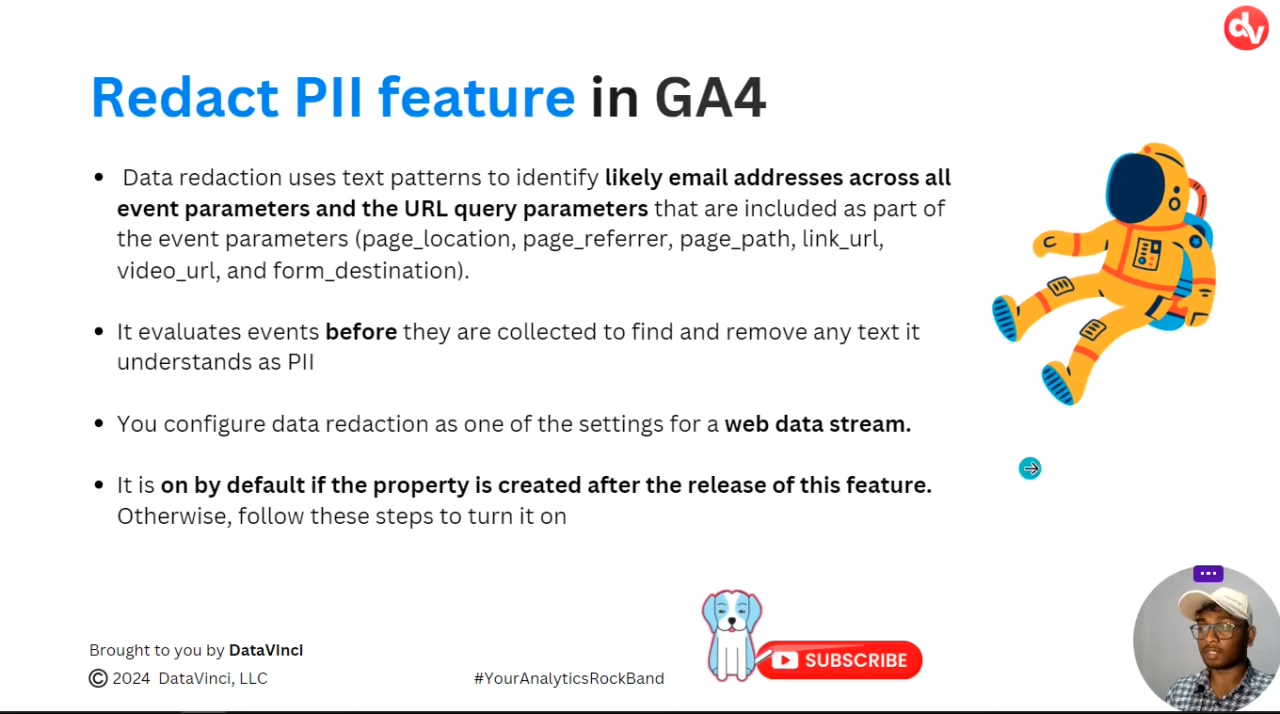 dv
Redact PII feature in GA4
• Data redaction uses text patterns to identify likely email addresses across all
event parameters and the URL query parameters that are included as part of
the event parameters (page_location, page_referrer, page_path, link_url,
video_url, and form_destination).
• It evaluates events before they are collected to find and remove any text it
understands as PII
• You configure data redaction as one of the settings for a web data stream.
• It is on by default if the property is created after the release of this feature.
Otherwise, follow these steps to turn it on
Brought to you by DataVinci
© 2024 DataVinci, LLC
#YourAnalyticsRockBand
SUBSCRIBE